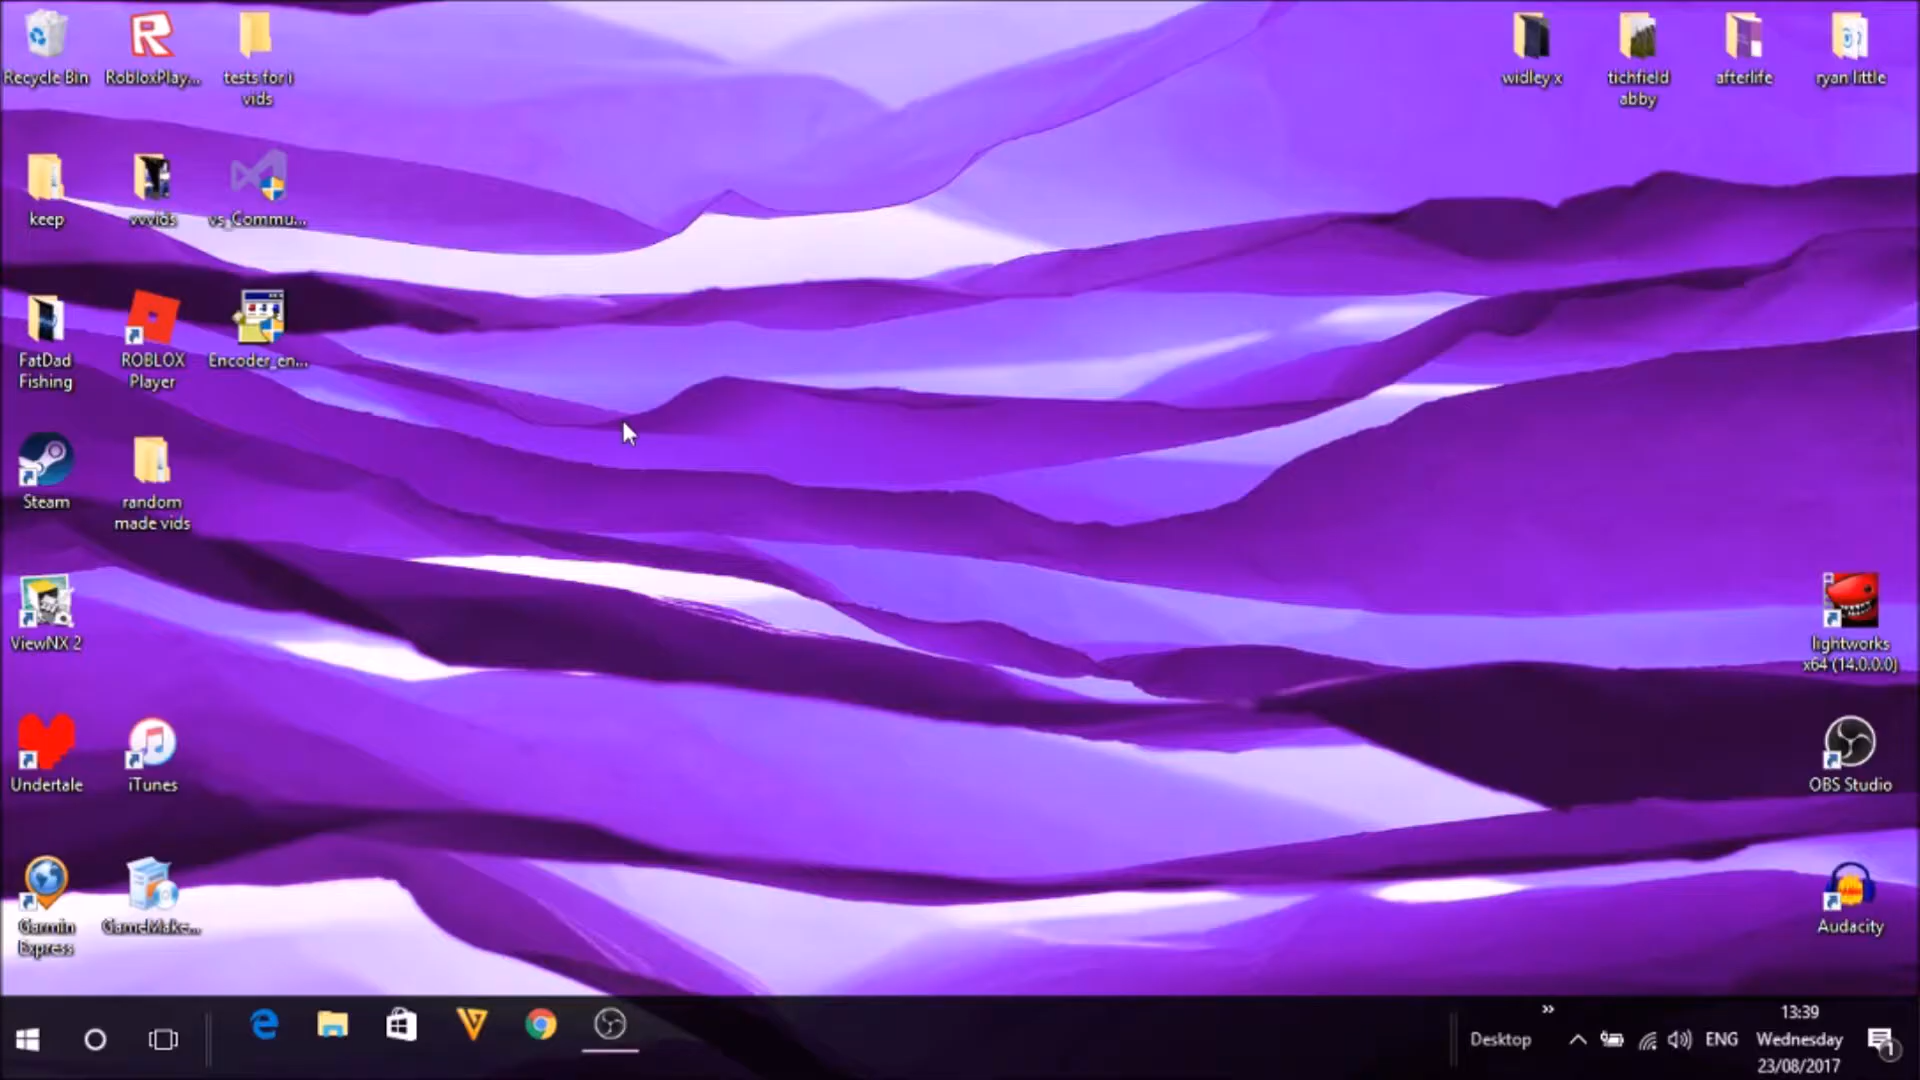 Recycle Bin
RobloxPlay...
tests for i
vids
widley x
tichfield
abby
afterlife
ryan little
keep
vvvids
vs_Commu...
FatDad
Fishing
ROBLOX
Player
Encoder_en...
Steam
random
made vids
ViewNX 2
lightworks
x64 (14.0.0.0)
Undertale
iTunes
OBS Studio
Garmin
Express
GameMake...
Audacity
Desktop
»
ENG
13:39
Wednesday
23/08/2017
1